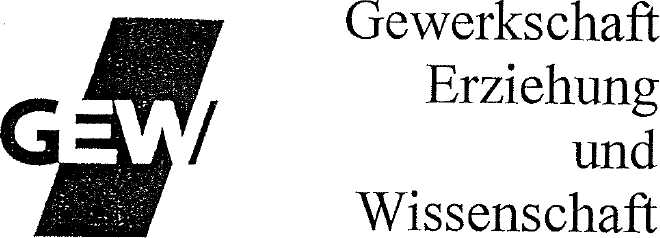 GEW
Gewerkschaft
Erziehung
und
Wissenschaft